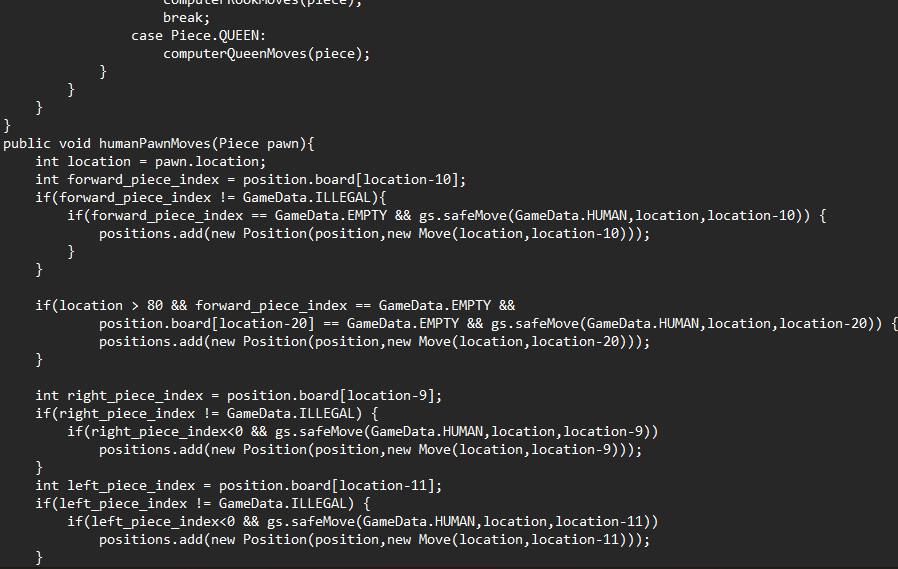 computerRookMoves(piece);
break;
case Piece.QUEEN:
computerQueenMoves(piece);
}
}
}
}
public void humanPawnMoves(Piece pawn){
int location = pawn.location;
int forward_piece_index = position.board[location-10];
if(forward_piece_index != GameData.ILLEGAL){
if(forward_piece_index == GameData.EMPTY && gs.safeMove(GameData.HUMAN,location,location-10)) {
positions.add(new Position(position,new Move(location,location-10)));
}
}
if(location > 80 && forward_piece_index == GameData.EMPTY &&
position.board[location-20] == GameData.EMPTY && gs.safeMove(GameData.HUMAN,location,location-20)) {
positions.add(new Position(position,new Move(location,location-20)));
}
int right_piece_index = position.board[location-9];
if(right_piece_index != GameData.ILLEGAL) {
if(right_piece_index<0 && gs.safeMove(GameData.HUMAN,location,location-9))
positions.add(new Position(position,new Move(location,location-9)));
}
int left_piece_index = position.board[location-11];
if(left_piece_index != GameData.ILLEGAL) {
if(left_piece_index<0 && gs.safeMove(GameData.HUMAN,location,location-11))
positions.add(new Position(position,new Move(location,location-11)));
}